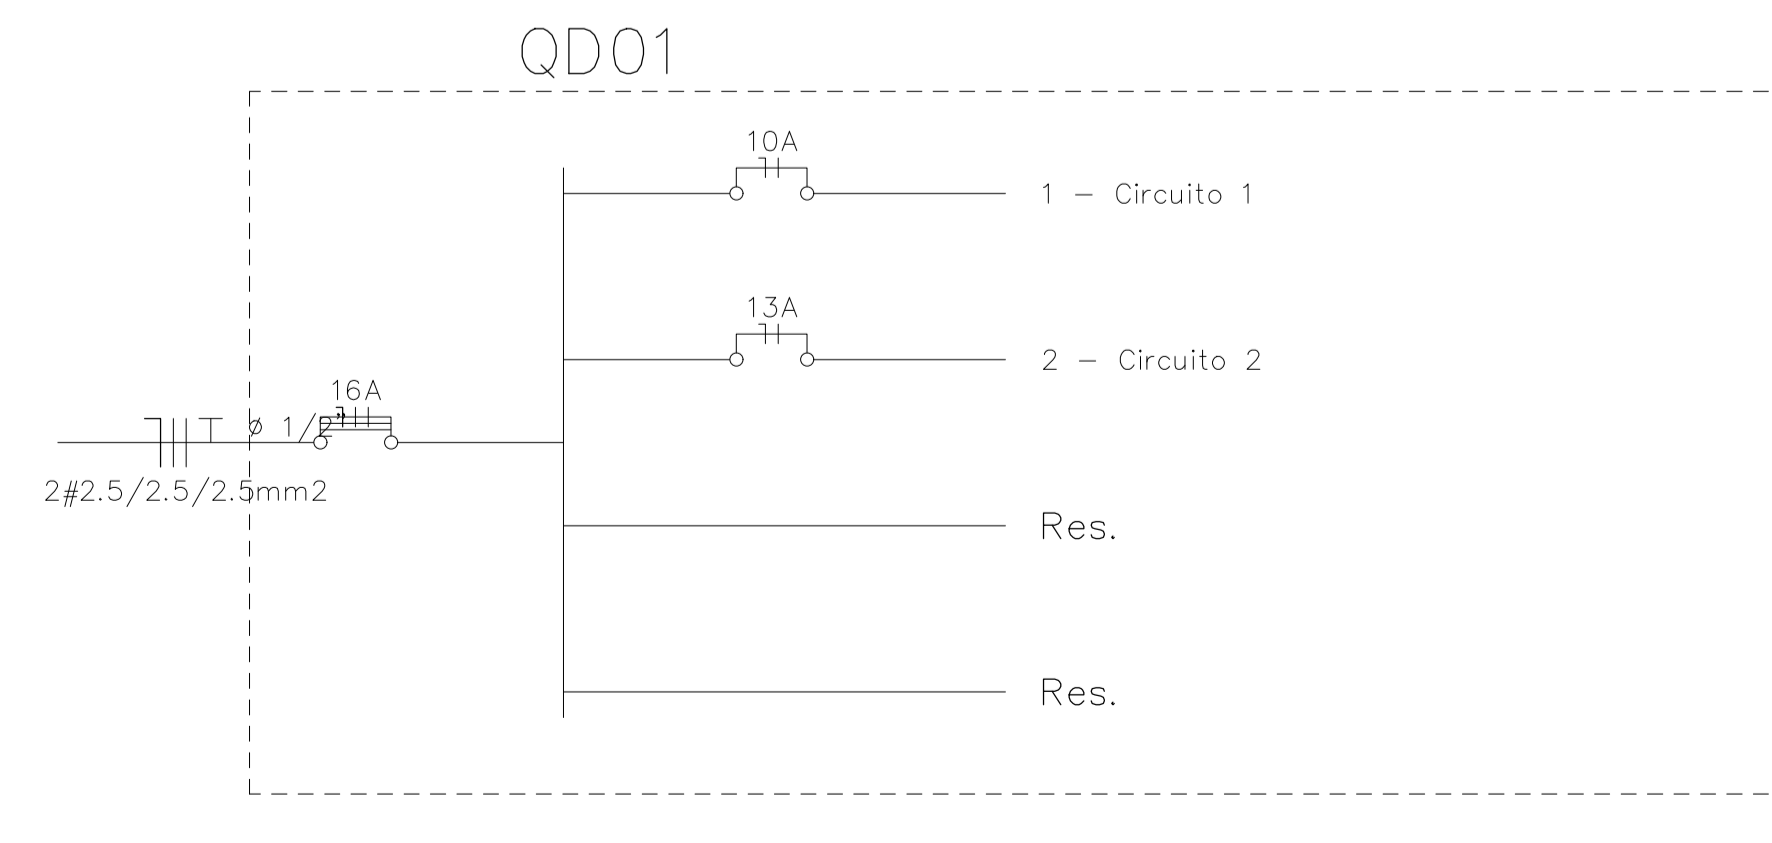 QD01
10A
1 - Circuito 1
13A
2 - Circuito 2
16A
ø 1/2"
2#2.5/2.5/2.5mm2
Res.
Res.